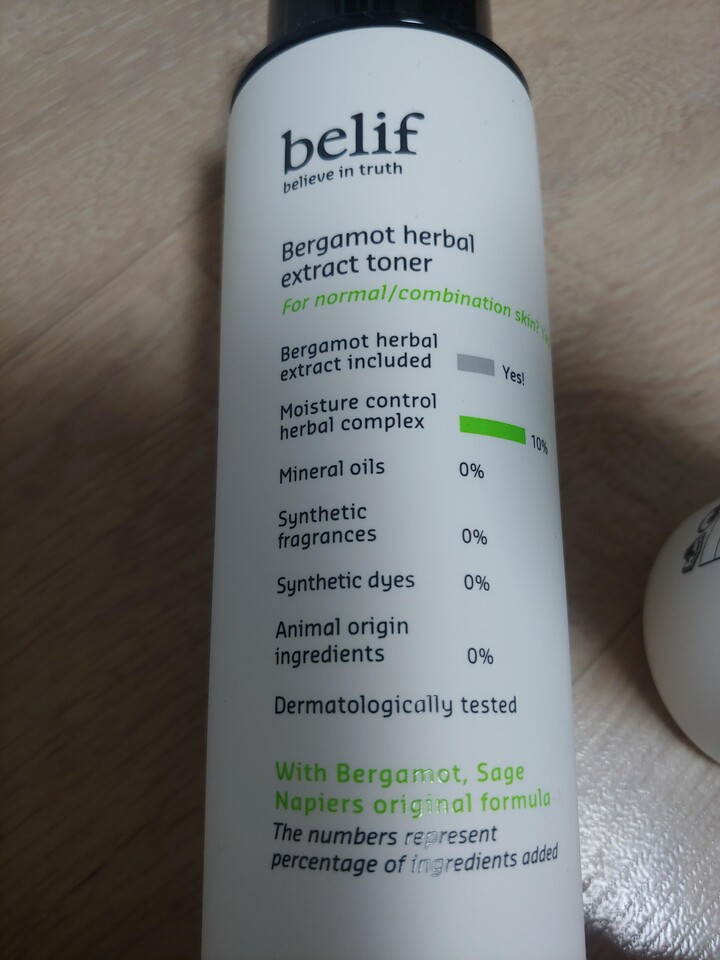 belif
believe in truth
Bergamot herbal
extract toner
For normal/combination skin?
Bergamot herbal
extract included Yes!
Moisture control
herbal complex 10%
Mineral oils 0%
Synthetic
fragrances 0%
Synthetic dyes 0%
Animal origin
ingredients 0%
Dermatologically tested
With Bergamot, Sage
Napiers original formula
The numbers represent
percentage of ingredients added